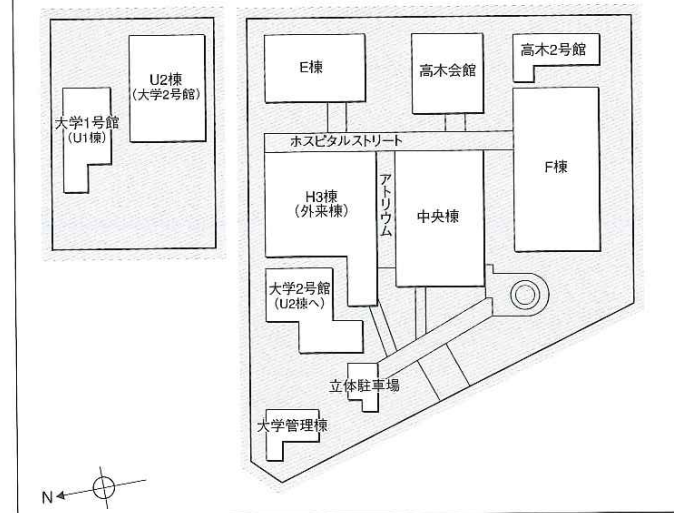 U2棟
(大学2号館)
大学1号館
(U1棟)
E棟
高木会館
高木2号館
ホスピタルストリート
H3棟
(外来棟)
アトリウム
中央棟
F棟
大学2号館
(U2棟へ)
立体駐車場
大学管理棟
N